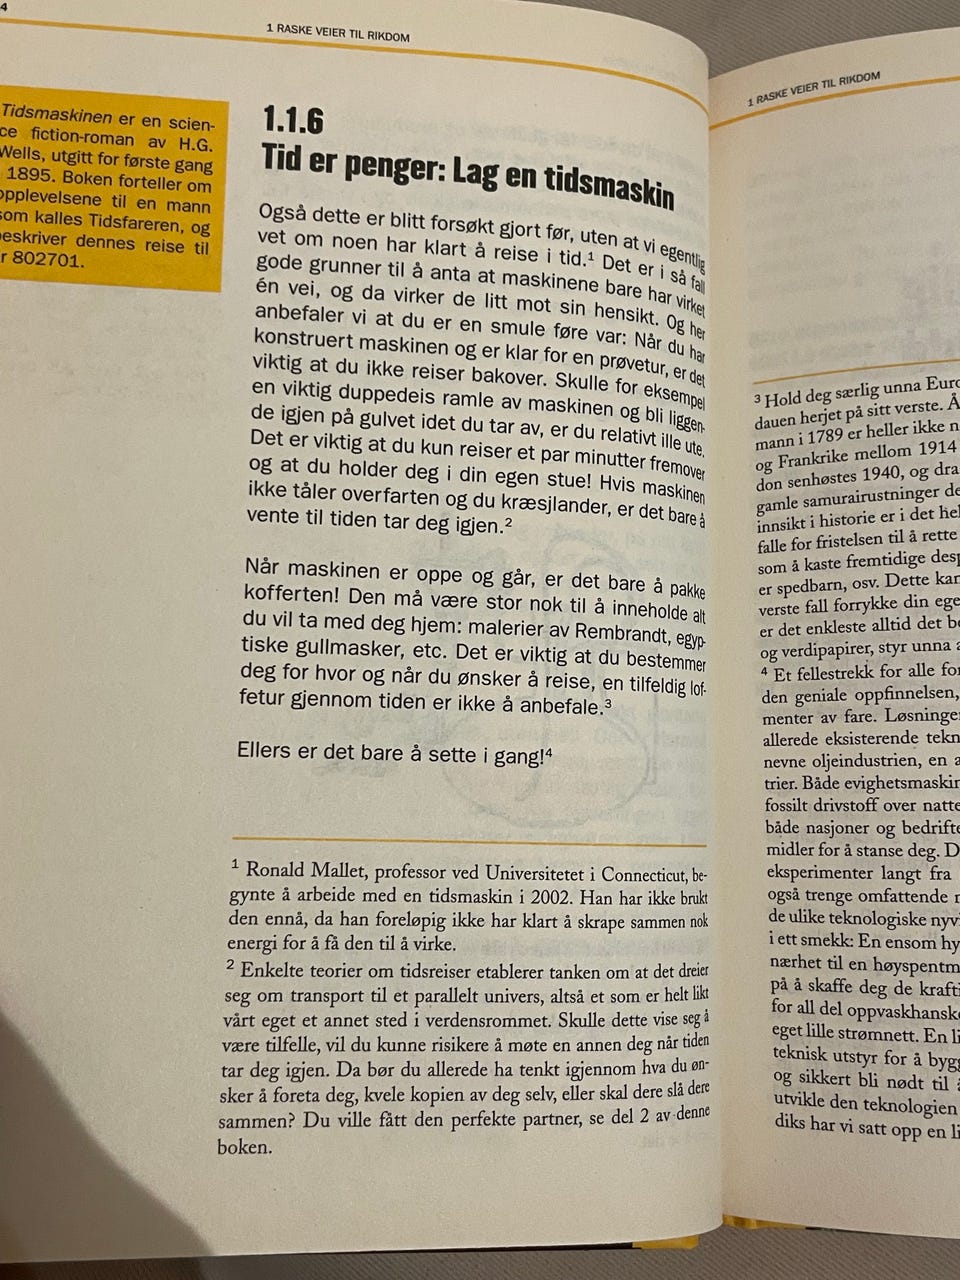 4
1 RASKE VEIER TIL RIKDOM
Tidsmaskinen er en scien-
ce fiction-roman av H.G.
Wells, utgitt for første gang
1895. Boken forteller om
opplevelsene til en mann
som kalles Tidsfareren, og
beskriver dennes reise til
r 802701.
1.1.6
Tid er penger: Lag en tidsmaskin
Også dette er blitt forsøkt gjort før, uten at vi egentlig
vet om noen har klart å reise i tid.¹ Det er i så fall
gode grunner til å anta at maskinene bare har virket
én vei, og da virker de litt mot sin hensikt. Og her
anbefaler vi at du er en smule føre var: Når du har
konstruert maskinen og er klar for en prøvetur, er det
viktig at du ikke reiser bakover. Skulle for eksempel
en viktig duppedeis ramle av maskinen og bli liggen-
de igjen på gulvet idet du tar av, er du relativt ille ute.
Det er viktig at du kun reiser et par minutter fremover
og at du holder deg i din egen stue! Hvis maskinen
ikke tåler overfarten og du kræsjlander, er det bare å
vente til tiden tar deg igjen.²
Når maskinen er oppe og går, er det bare å pakke
kofferten! Den må være stor nok til å inneholde alt
du vil ta med deg hjem: malerier av Rembrandt, egyp-
tiske gullmasker, etc. Det er viktig at du bestemmer
deg for hvor og når du ønsker å reise, en tilfeldig lof-
fetur gjennom tiden er ikke å anbefale.³
Ellers er det bare å sette i gang!⁴
¹ Ronald Mallet, professor ved Universitetet i Connecticut, be-
gynte å arbeide med en tidsmaskin i 2002. Han har ikke brukt
den ennå, da han foreløpig ikke har klart å skrape sammen nok
energi for å få den til å virke.
² Enkelte teorier om tidsreiser etablerer tanken om at det dreier
seg om transport til et parallelt univers, altså et som er helt likt
vårt eget et annet sted i verdensrommet. Skulle dette vise seg å
være tilfelle, vil du kunne risikere å møte en annen deg når tiden
tar deg igjen. Da bør du allerede ha tenkt igjennom hva du øn-
sker å foreta deg, kvele kopien av deg selv, eller skal dere slå dere
sammen? Du ville fått den perfekte partner, se del 2 av denne
boken.
1 RASKE VEIER TIL RIKDOM
³ Hold deg særlig unna Euro
dauen herjet på sitt verste. Å
mann i 1789 er heller ikke n
og Frankrike mellom 1914
don senhøstes 1940, og dra
gamle samurairustninger de
innsikt i historie er i det hel
falle for fristelsen til å rette
som å kaste fremtidige desp
er spedbarn, osv. Dette kan
verste fall forrykke din ege
er det enkleste alltid det be
og verdipapirer, styr unna a
⁴ Et fellestrekk for alle for
den geniale oppfinnelsen,
menter av fare. Løsninger
allerede eksisterende tekn
nevne oljeindustrien, en a
trier. Både evighetsmaskin
fossilt drivstoff over natte
både nasjoner og bedrifte
midler for å stanse deg. D
eksperimenter langt fra
også trenge omfattende n
de ulike teknologiske nyvi
i ett smekk: En ensom hy
nærhet til en høyspentm
på å skaffe deg de krafti
for all del oppvaskhanske
eget lille strømnett. En li
teknisk utstyr for å bygg
og sikkert bli nødt til å
utvikle den teknologien
diks har vi satt opp en li